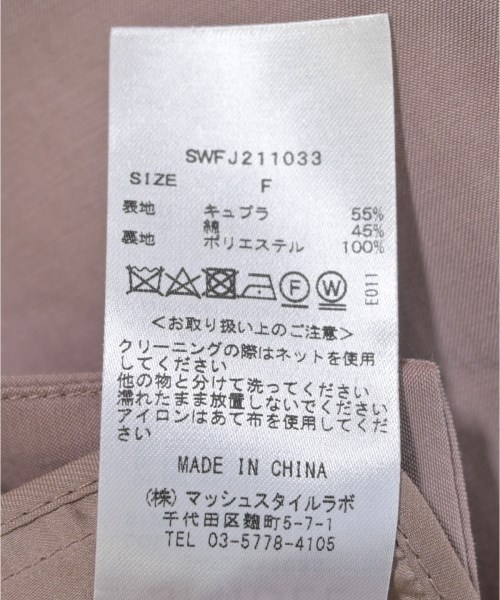 SWFJ211033
SIZE F
表地 キュプラ 55%
綿 45%
裏地 ポリエステル 100%
F W E011
<お取り扱い上のご注意>
クリーニングの際はネットを使用
してください
他の物と分けて洗ってください
濡れたまま放置しないでください
アイロンはあて布を使用してくだ
さい
MADE IN CHINA
(株) マッシュスタイルラボ
千代田区麹町5-7-1
TEL 03-5778-4105